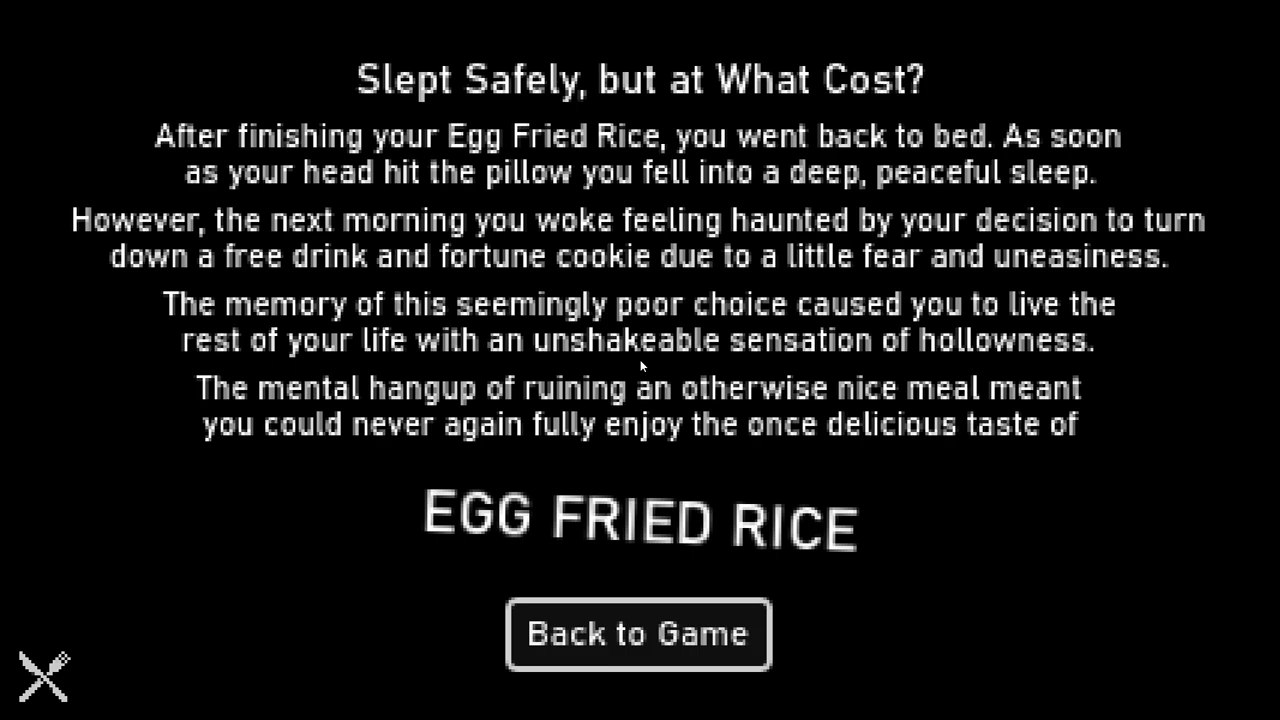 Slept Safely, but at What Cost?
After finishing your Egg Fried Rice, you went back to bed. As soon
as your head hit the pillow you fell into a deep, peaceful sleep.
However, the next morning you woke feeling haunted by your decision to turn
down a free drink and fortune cookie due to a little fear and uneasiness.
The memory of this seemingly poor choice caused you to live the
rest of your life with an unshakeable sensation of hollowness.
The mental hangup of ruining an otherwise nice meal meant
you could never again fully enjoy the once delicious taste of
EGG FRIED RICE
Back to Game